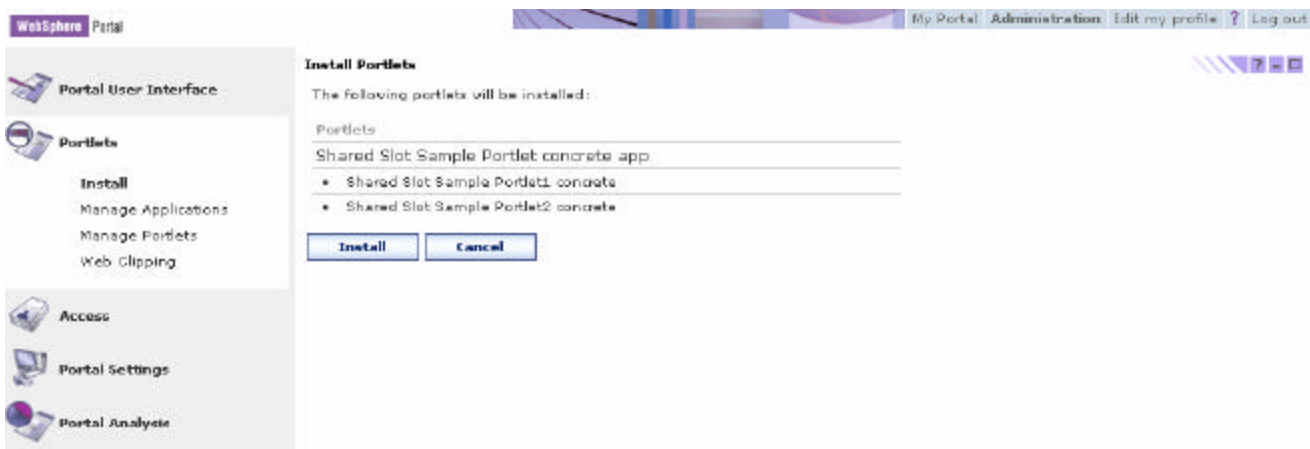 WebSphere Portal
My Portal Administration Edit my profile ? Log out
Install Portlets
?
Portal User Interface
The following portlets will be installed:
Portlets
Portlets
Shared Slot Sample Portlet concrete app
Install
• Shared Slot Sample Portlet1 concrete
Manage Applications
• Shared Slot Sample Portlet2 concrete
Manage Portlets
Install Cancel
Web Clipping
Access
Portal Settings
Portal Analysis